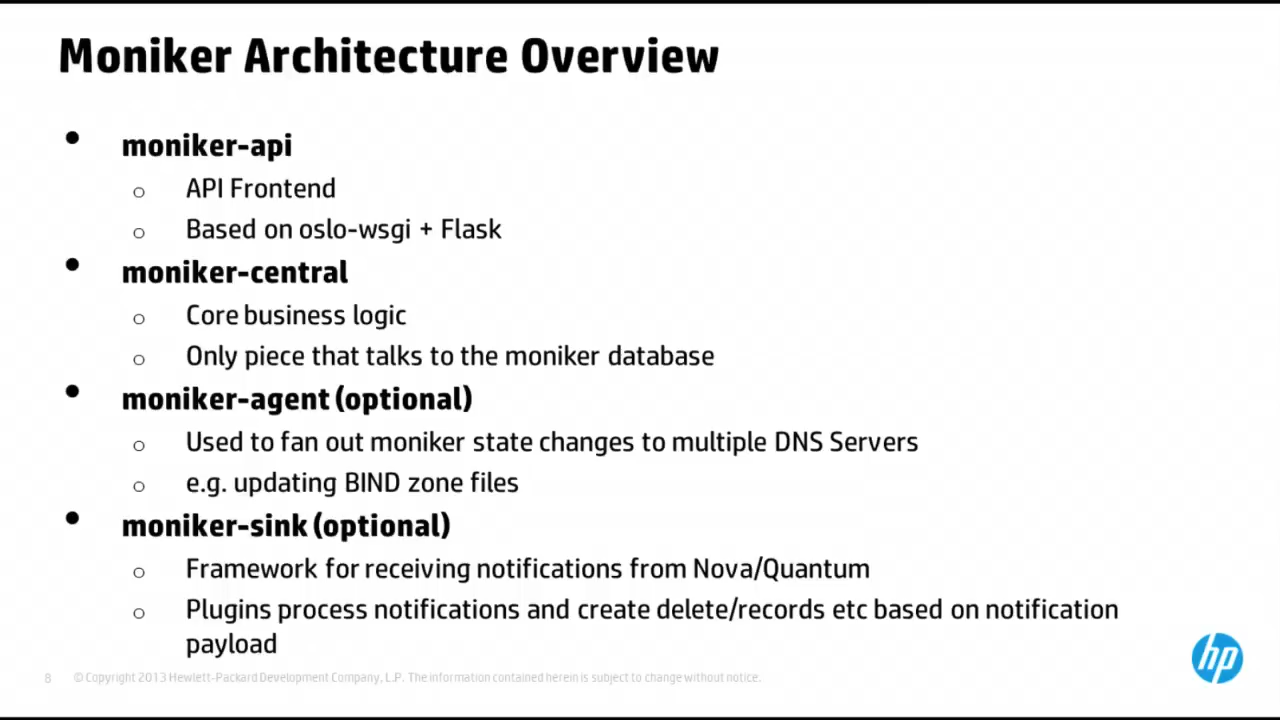 Moniker Architecture Overview
• moniker-api
o API Frontend
o Based on oslo-wsgi + Flask
• moniker-central
o Core business logic
o Only piece that talks to the moniker database
• moniker-agent (optional)
o Used to fan out moniker state changes to multiple DNS Servers
o e.g. updating BIND zone files
• moniker-sink (optional)
o Framework for receiving notifications from Nova/Quantum
o Plugins process notifications and create delete/records etc based on notification
payload
hp
8 © Copyright 2013 Hewlett-Packard Development Company, L.P. The information contained herein is subject to change without notice.